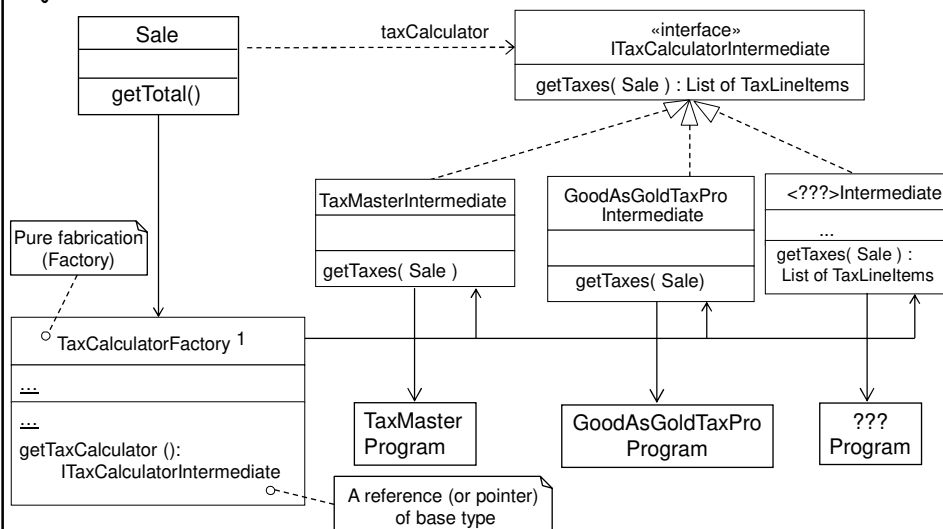 Sale
getTotal()
taxCalculator
«interface»
ITaxCalculatorIntermediate
getTaxes( Sale ) : List of TaxLineItems
TaxMasterIntermediate
getTaxes( Sale )
GoodAsGoldTaxPro
Intermediate
getTaxes( Sale)
<???>Intermediate
...
getTaxes( Sale ) :
List of TaxLineItems
Pure fabrication
(Factory)
TaxCalculatorFactory 1
...
...
getTaxCalculator ():
ITaxCalculatorIntermediate
TaxMaster
Program
GoodAsGoldTaxPro
Program
???
Program
A reference (or pointer)
of base type